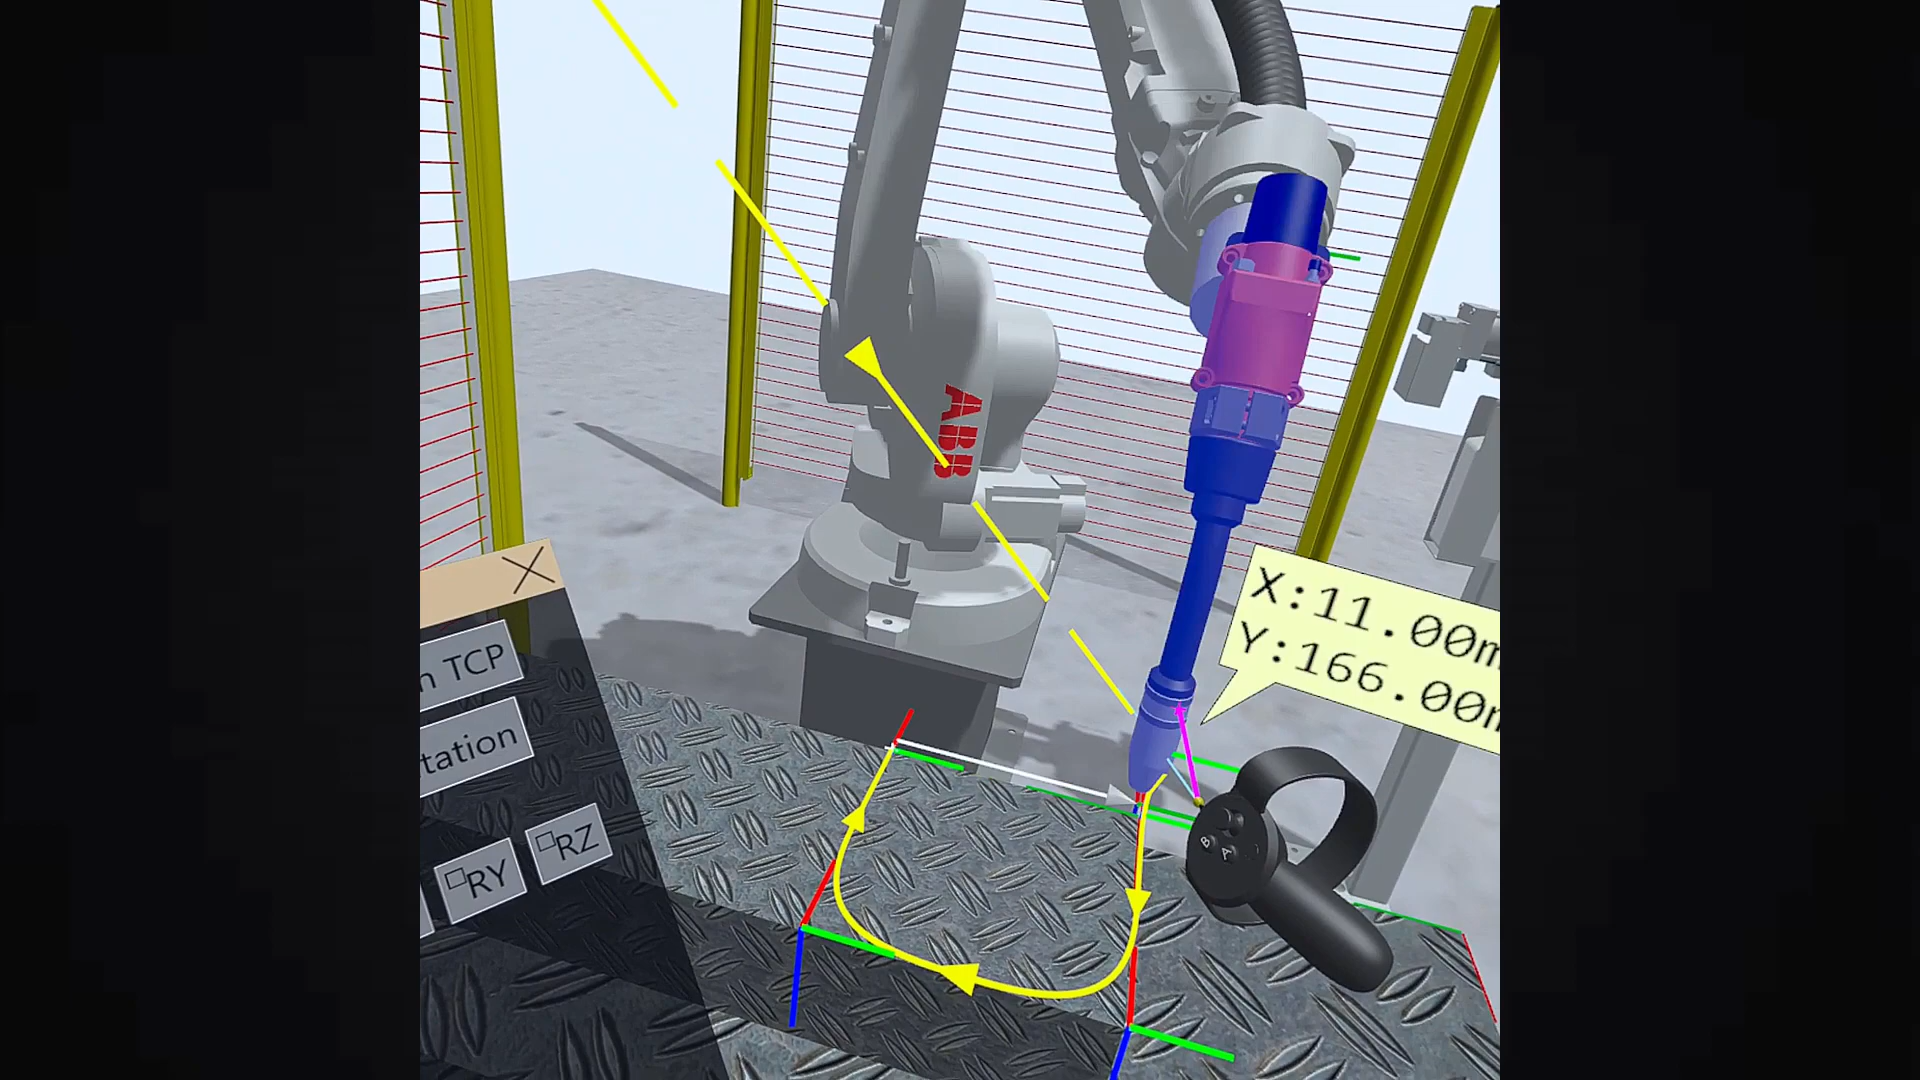 ABB
X:11.00m
Y:166.00m
n TCP
tation
□RY
□RZ
B
A